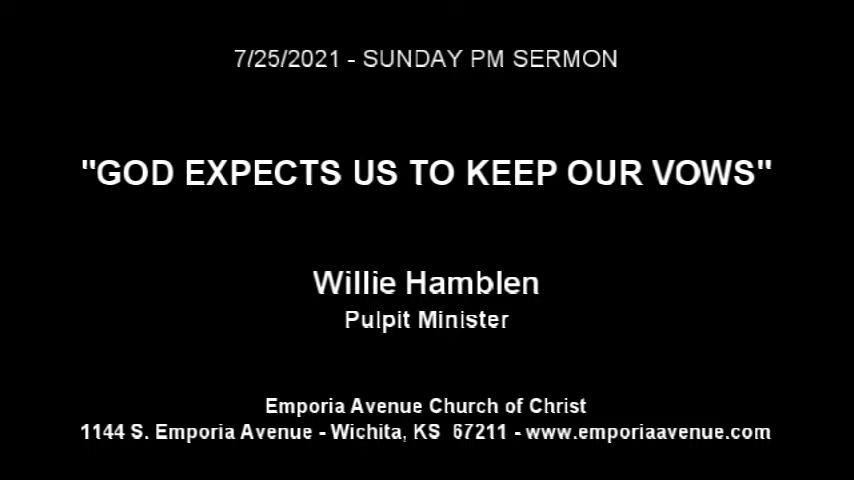 7/25/2021 - SUNDAY PM SERMON
"GOD EXPECTS US TO KEEP OUR VOWS"
Willie Hamblen
Pulpit Minister
Emporia Avenue Church of Christ
1144 S. Emporia Avenue - Wichita, KS 67211 - www.emporiaavenue.com